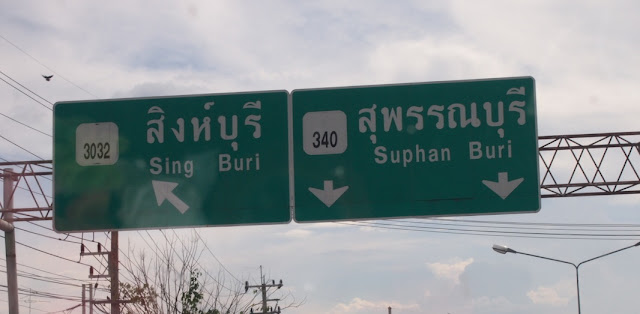 3032
สิงห์บุรี
Sing Buri
340
สุพรรณบุรี
Suphan Buri